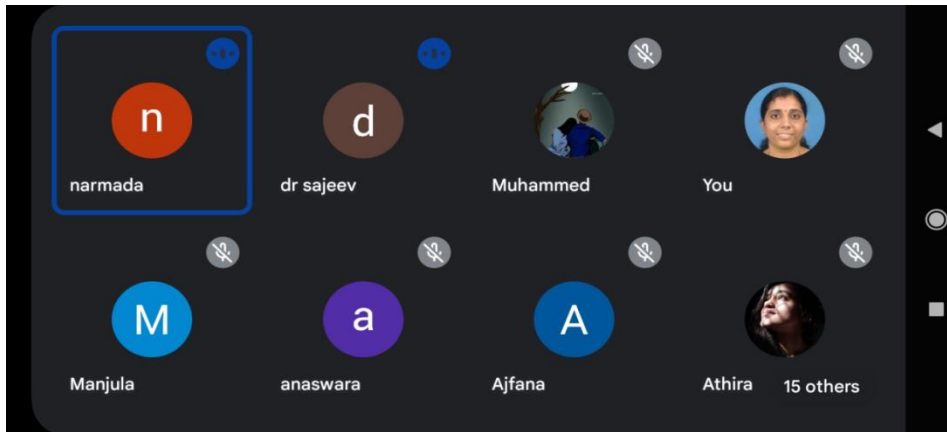 n
d
narmada
dr sajeev
Muhammed
You
M
a
A
Manjula
anaswara
Ajfana
Athira
15 others